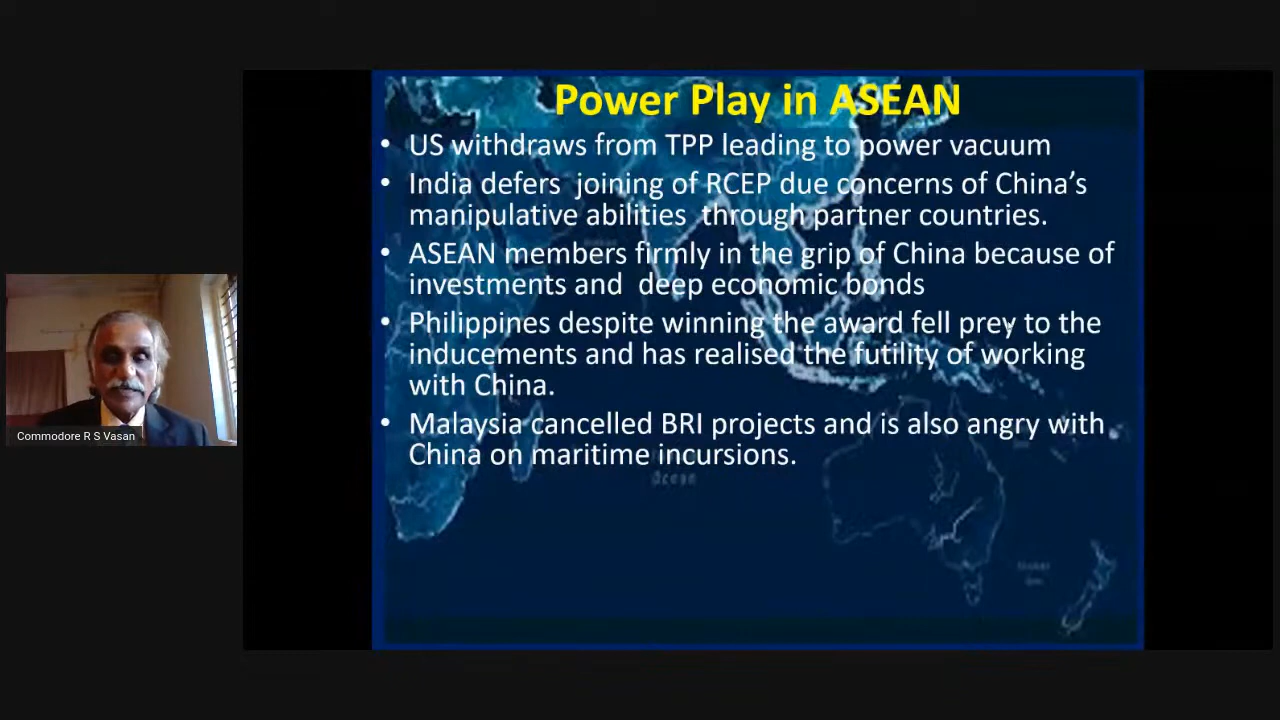 Power Play in ASEAN
• US withdraws from TPP leading to power vacuum
• India defers joining of RCEP due concerns of China's
manipulative abilities through partner countries.
• ASEAN members firmly in the grip of China because of
investments and deep economic bonds
• Philippines despite winning the award fell prey to the
inducements and has realised the futility of working
with China.
• Malaysia cancelled BRI projects and is also angry with
China on maritime incursions.
Ocean
Commodore R S Vasan